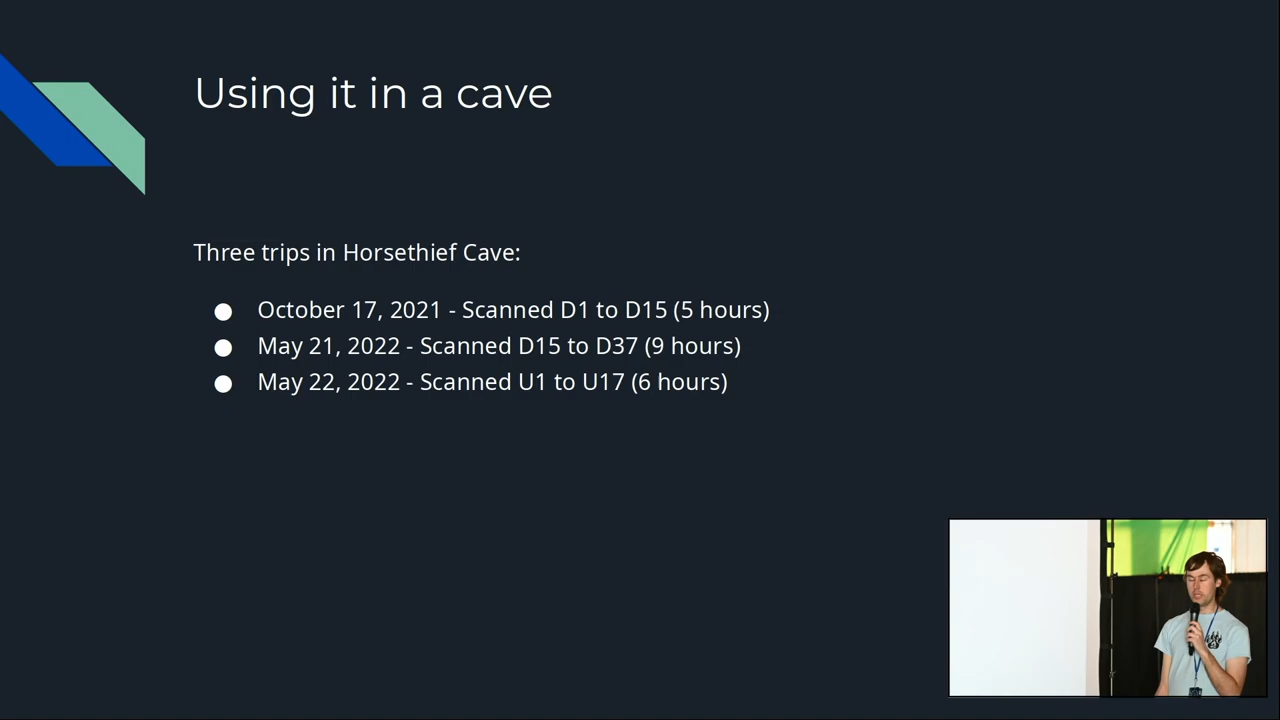 Using it in a cave
Three trips in Horsethief Cave:
● October 17, 2021 - Scanned D1 to D15 (5 hours)
● May 21, 2022 - Scanned D15 to D37 (9 hours)
● May 22, 2022 - Scanned U1 to U17 (6 hours)